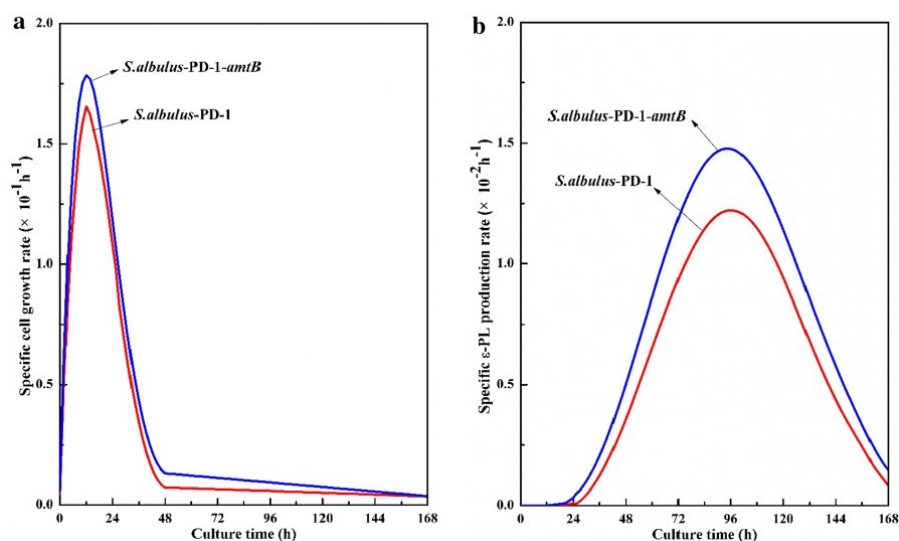 a
Specific cell growth rate (× 10⁻¹h⁻¹)
2.0
1.5
1.0
0.5
0.0
S.albulus-PD-1-amtB
S.albulus-PD-1
0 24 48 72 96 120 144 168
Culture time (h)
b
Specific ε-PL production rate (× 10⁻²h⁻¹)
2.0
1.5
1.0
0.5
0.0
S.albulus-PD-1-amtB
S.albulus-PD-1
0 24 48 72 96 120 144 168
Culture time (h)